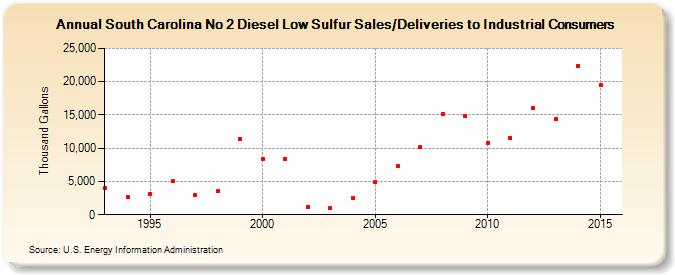 Annual South Carolina No 2 Diesel Low Sulfur Sales/Deliveries to Industrial Consumers
Thousand Gallons
25,000
20,000
15,000
10,000
5,000
0
1995 2000 2005 2010 2015
Source: U.S. Energy Information Administration